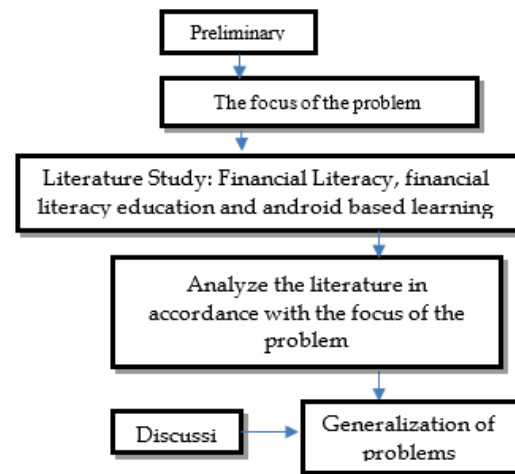 Preliminary
The focus of the problem
Literature Study: Financial Literacy, financial
literacy education and android based learning
Analyze the literature in
accordance with the focus of the
problem
Discussi
Generalization of
problems